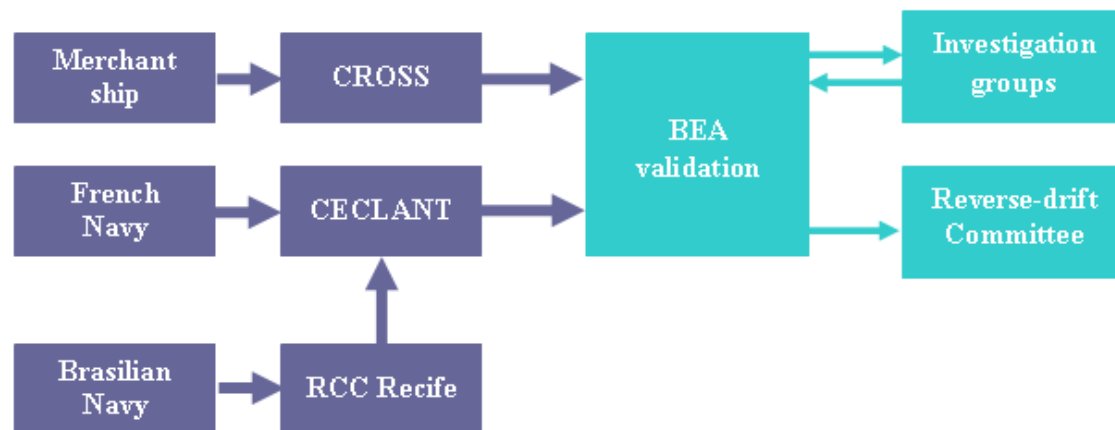 Merchant
ship
CROSS
BEA
validation
Investigation
groups
French
Navy
CECLANT
Reverse-drift
Committee
Brasilian
Navy
RCC Recife